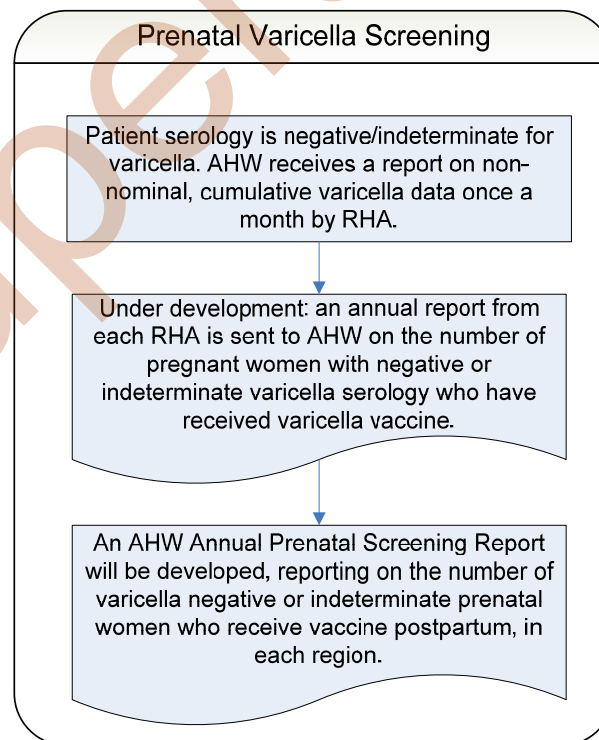 Prenatal Varicella Screening
Patient serology is negative/indeterminate for
varicella. AHW receives a report on non-
nominal, cumulative varicella data once a
month by RHA.
Under development: an annual report from
each RHA is sent to AHW on the number of
pregnant women with negative or
indeterminate varicella serology who have
received varicella vaccine.
An AHW Annual Prenatal Screening Report
will be developed, reporting on the number of
varicella negative or indeterminate prenatal
women who receive vaccine postpartum, in
each region.